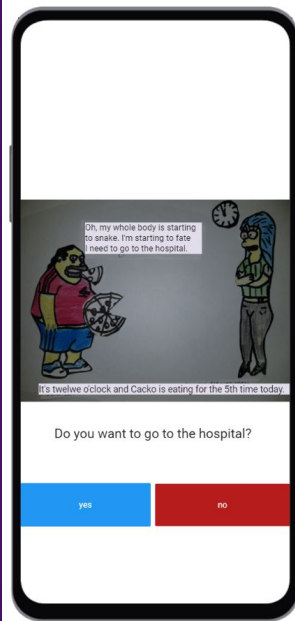 Oh, my whole body is starting
to snake. I'm starting to fate
I need to go to the hospital.
It's twelwe o'clock and Cacko is eating for the 5th time today.
Do you want to go to the hospital?
yes
no